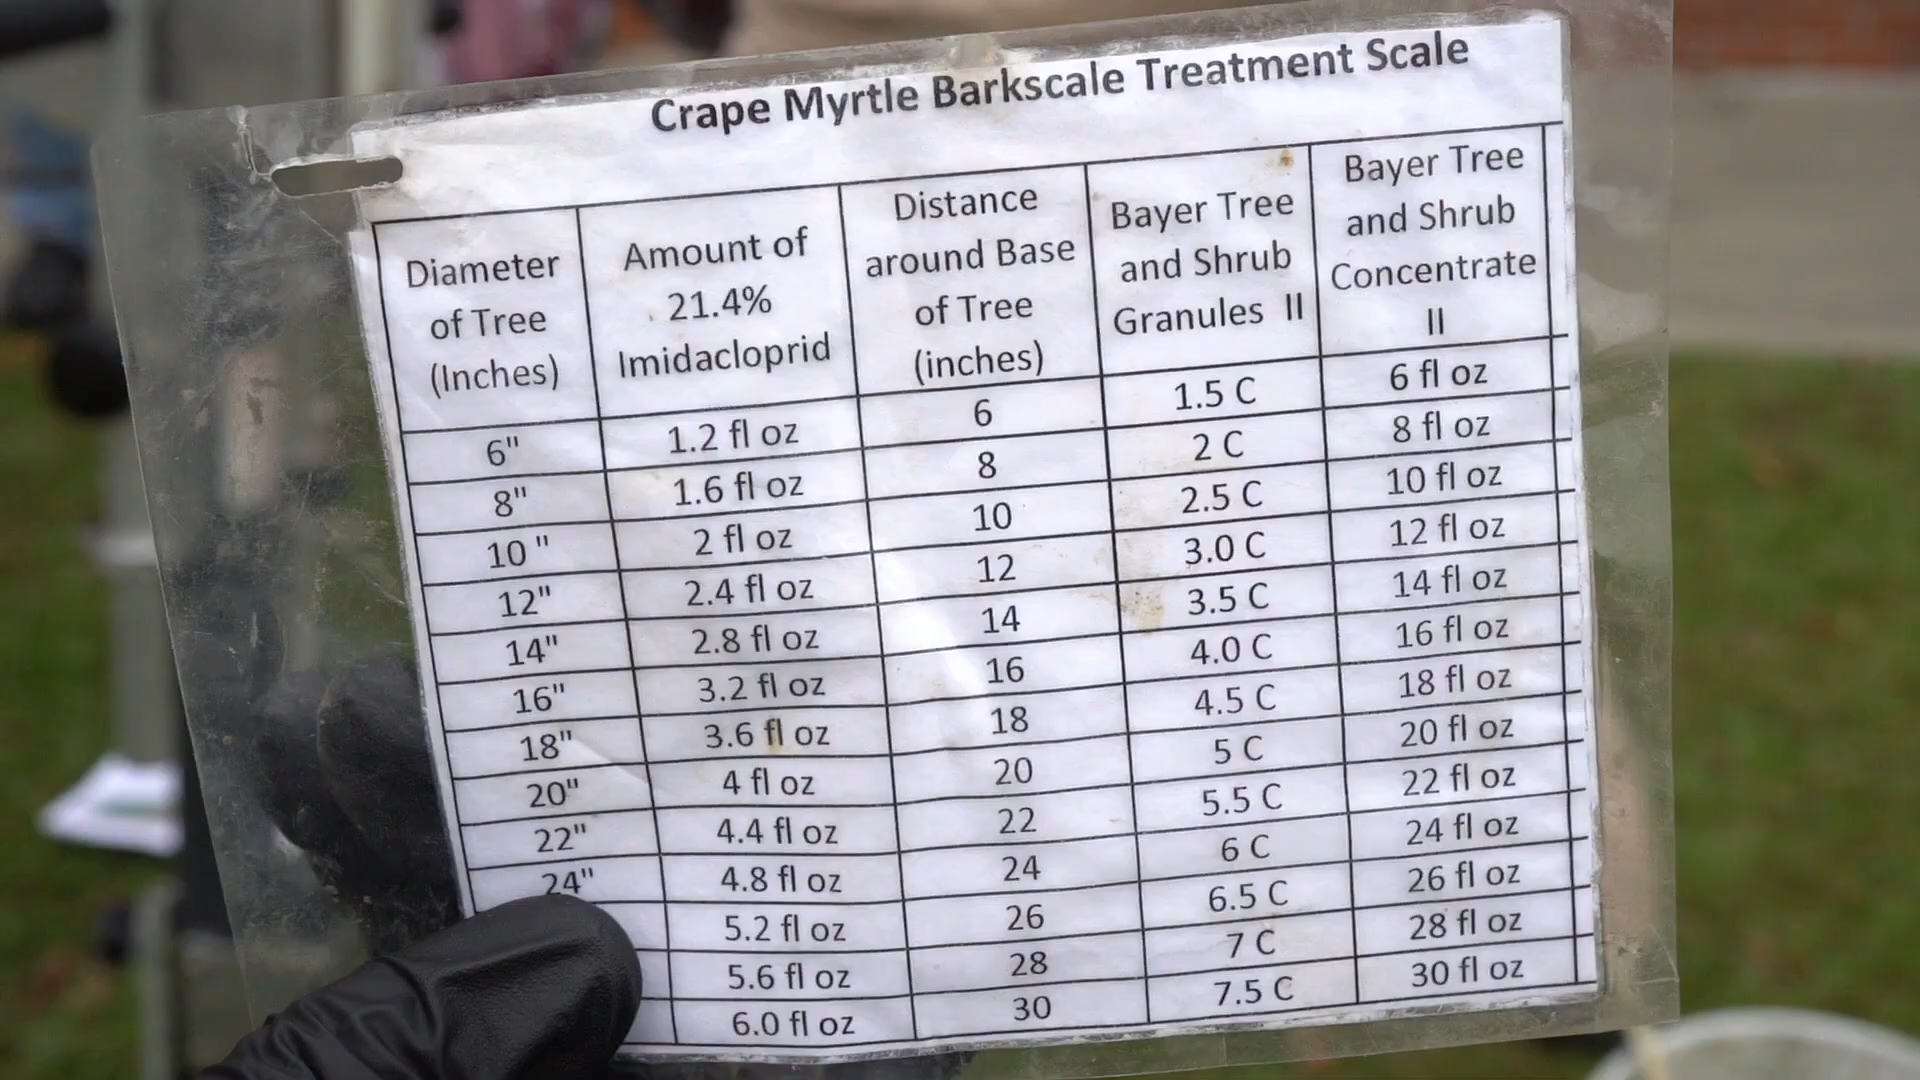 Crape Myrtle Barkscale Treatment Scale
Diameter
of Tree
(Inches)
Amount of
21.4%
Imidacloprid
Distance
around Base
of Tree
(inches)
Bayer Tree
and Shrub
Granules II
Bayer Tree
and Shrub
Concentrate
II
6" 1.2 fl oz 6 1.5 C 6 fl oz
8" 1.6 fl oz 8 2 C 8 fl oz
10 " 2 fl oz 10 2.5 C 10 fl oz
12" 2.4 fl oz 12 3.0 C 12 fl oz
14" 2.8 fl oz 14 3.5 C 14 fl oz
16" 3.2 fl oz 16 4.0 C 16 fl oz
18" 3.6 fl oz 18 4.5 C 18 fl oz
20" 4 fl oz 20 5 C 20 fl oz
22" 4.4 fl oz 22 5.5 C 22 fl oz
24" 4.8 fl oz 24 6 C 24 fl oz
5.2 fl oz 26 6.5 C 26 fl oz
5.6 fl oz 28 7 C 28 fl oz
6.0 fl oz 30 7.5 C 30 fl oz